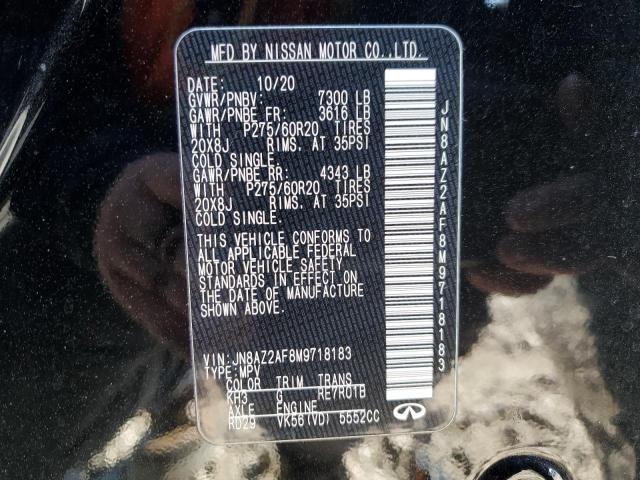 MFD BY NISSAN MOTOR CO.,LTD.
DATE: 10/20
GVWR/PNBV: 7300 LB
GAWR/PNBE FR: 3616 LB
WITH P275/60R20 TIRES
20X8J RIMS. AT 35PSI
COLD SINGLE.
GAWR/PNBE RR: 4343 LB
WITH P275/60R20 TIRES
20X8J RIMS. AT 35PSI
COLD SINGLE.
THIS VEHICLE CONFORMS TO
ALL APPLICABLE FEDERAL
MOTOR VEHICLE SAFETY
STANDARDS IN EFFECT ON
THE DATE OF MANUFACTURE
SHOWN ABOVE.
VIN: JN8AZ2AF8M9718183
TYPE: MPV
COLOR TRIM TRANS
KH3 G RE7R01B
AXLE ENGINE
RD29 VK56(VD) 5552CC
JN8AZ2AF8M9718183